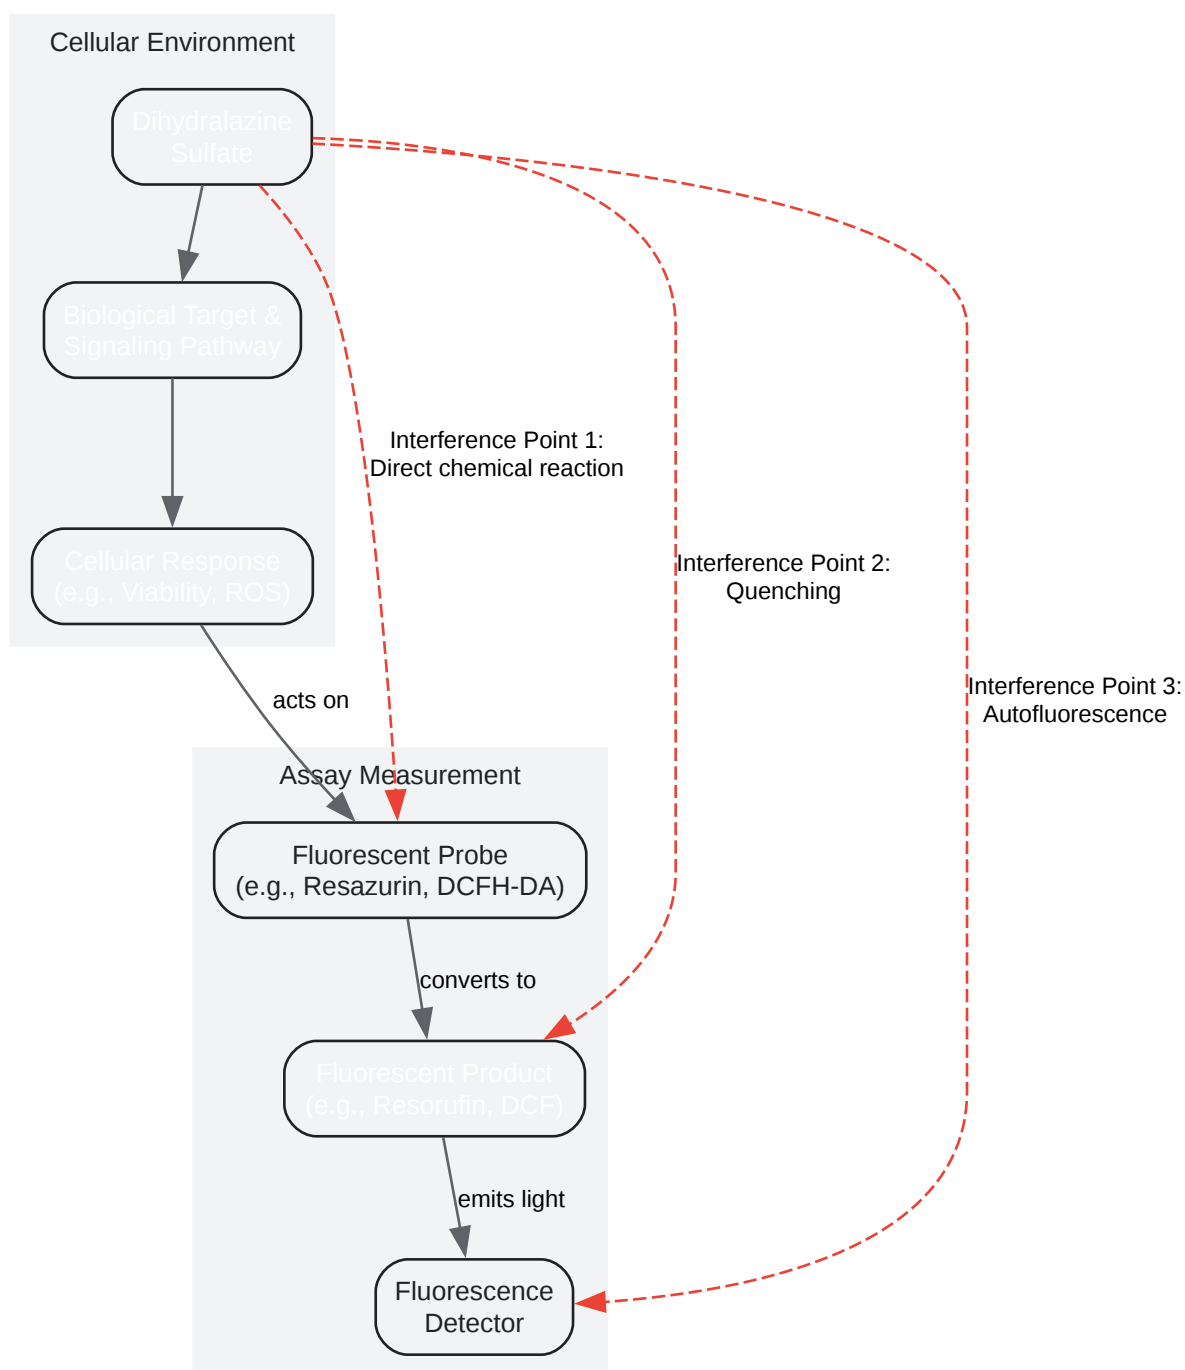 Cellular Environment
Dihydralazine
Sulfate
Biological Target &
Signaling Pathway
Interference Point 1:
Direct chemical reaction
Cellular Response
(e.g., Viability, ROS)
Interference Point 2:
Quenching
acts on
Interference Point 3:
Autofluorescence
Assay Measurement
Fluorescent Probe
(e.g., Resazurin, DCFH-DA)
converts to
Fluorescent Product
(e.g., Resorufin, DCF)
emits light
Fluorescence
Detector